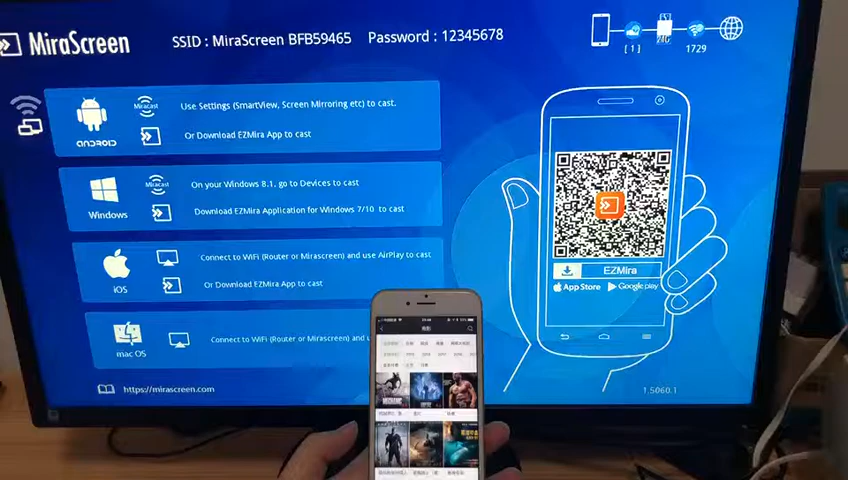 MiraScreen
SSID : MiraScreen BFB59465 Password : 12345678
[ 1 ]
1729
Miracast
Use Settings (SmartView, Screen Mirroring etc) to cast.
ANDROID
Or Download EZMira App to cast
Miracast
On your Windows 8.1, go to Devices to cast
Windows
Download EZMira Application for Windows 7/10 to cast
Connect to WiFi (Router or Mirascreen) and use AirPlay to cast
iOS
Or Download EZMira App to cast
mac OS
Connect to WiFi (Router or Mirascreen) and
https://mirascreen.com
EZMira
App Store
Google play
1.5060.1
MECHANIC